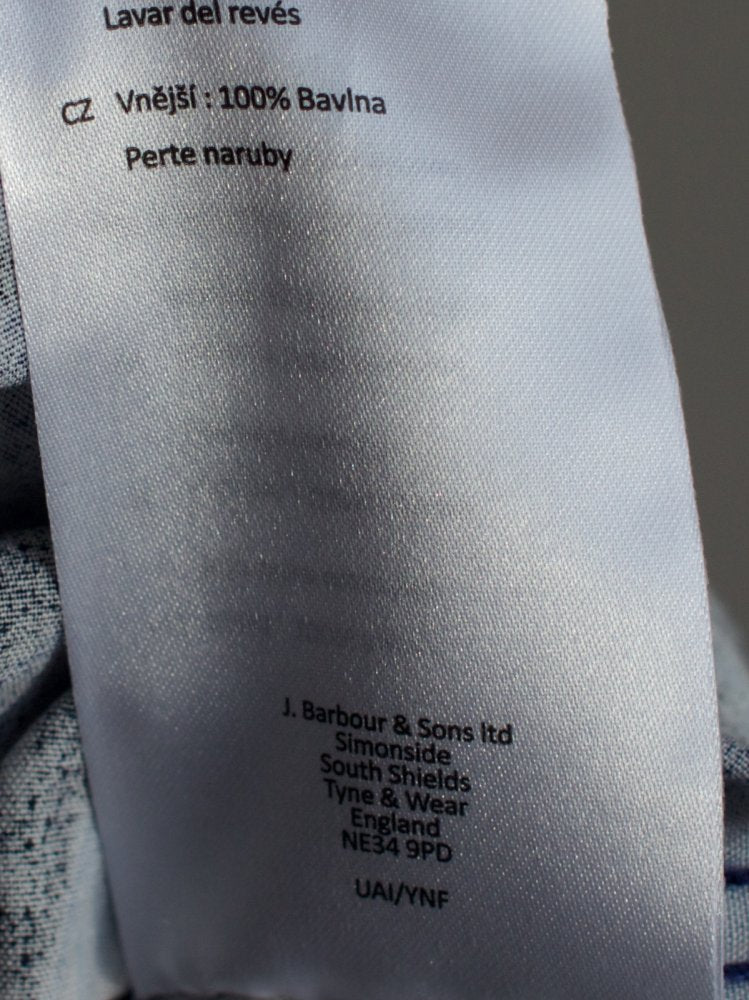 Lavar del revés
CZ Vnější : 100% Bavlna
Perte naruby
J. Barbour & Sons ltd
Simonside
South Shields
Tyne & Wear
England
NE34 9PD
UAI/YNF